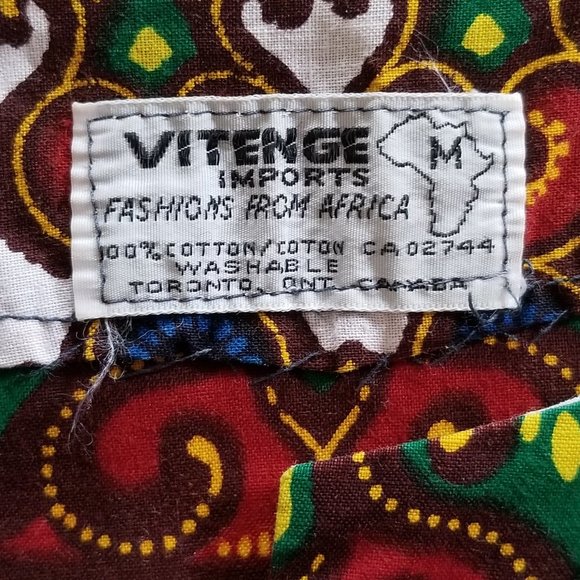 VITENGE
M
IMPORTS
FASHIONS FROM AFRICA
100% COTTON/COTON CA 02744
WASHABLE
TORONTO, ONT. CANADA